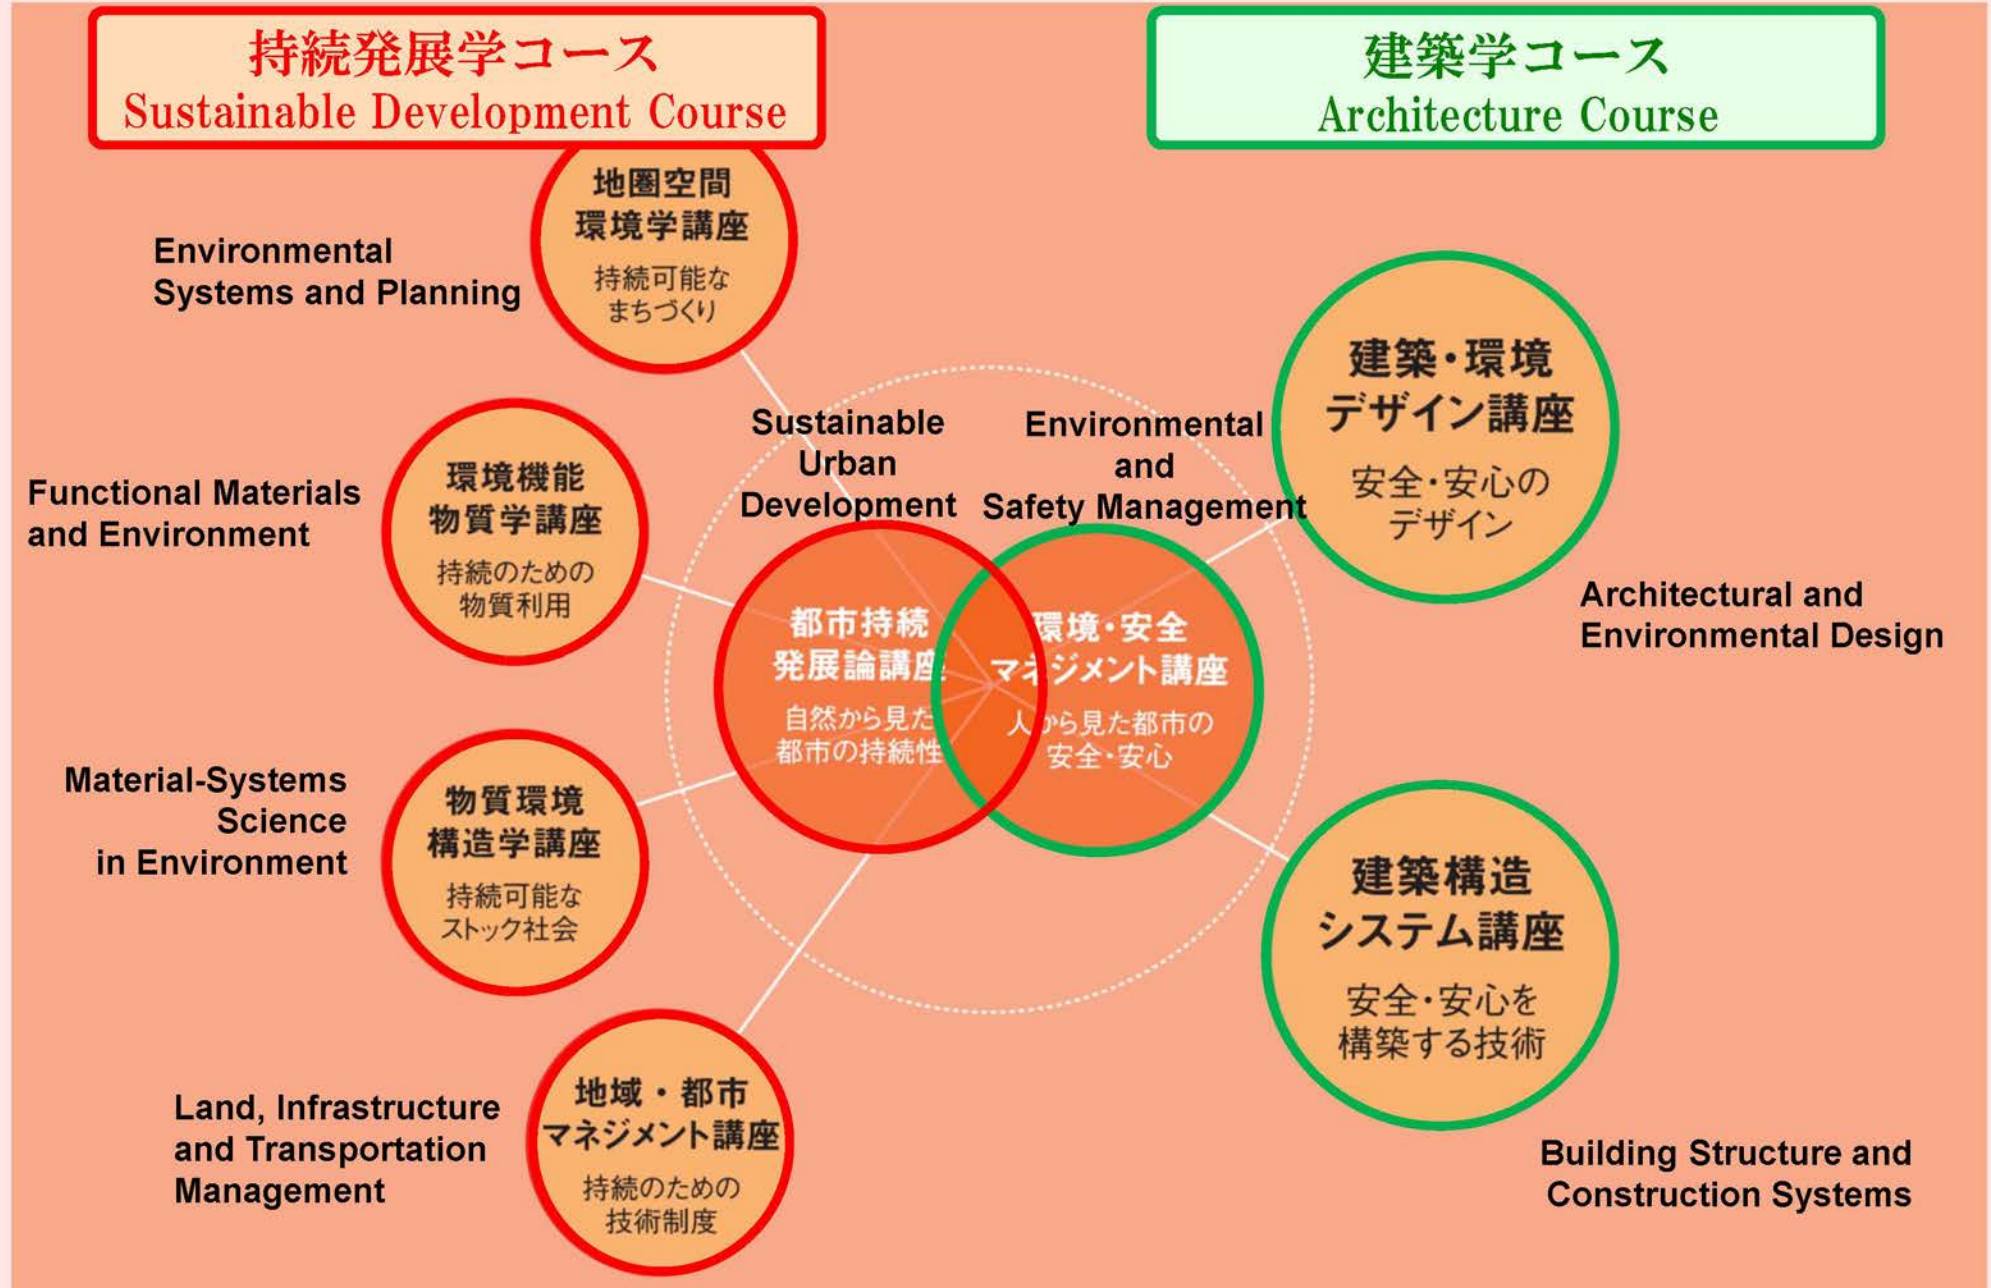 持続発展学コース
Sustainable Development Course
建築学コース
Architecture Course
地圏空間
環境学講座
持続可能な
まちづくり
Environmental
Systems and Planning
環境機能
物質学講座
持続のための
物質利用
Functional Materials
and Environment
物質環境
構造学講座
持続可能な
ストック社会
Material-Systems
Science
in Environment
地域・都市
マネジメント講座
持続のための
技術制度
Land, Infrastructure
and Transportation
Management
Sustainable
Urban
Development
都市持続
発展論講座
自然から見た
都市の持続性
Environmental
and
Safety Management
環境・安全
マネジメント講座
人から見た都市の
安全・安心
建築・環境
デザイン講座
安全・安心の
デザイン
Architectural and
Environmental Design
建築構造
システム講座
安全・安心を
構築する技術
Building Structure and
Construction Systems